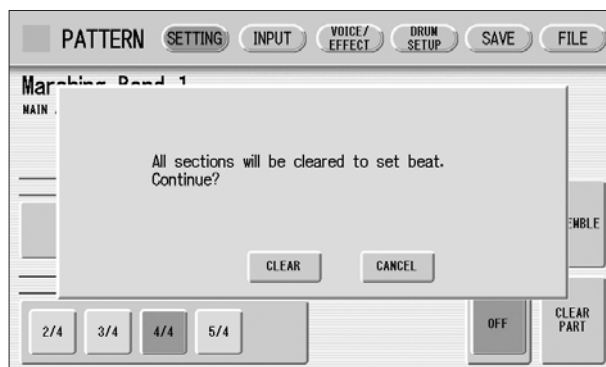 PATTERN SETTING INPUT VOICE/ EFFECT DRUM SETUP SAVE FILE
MAIN
All sections will be cleared to set beat.
Continue?
CLEAR CANCEL
2/4 3/4 4/4 5/4 OFF CLEAR
PART